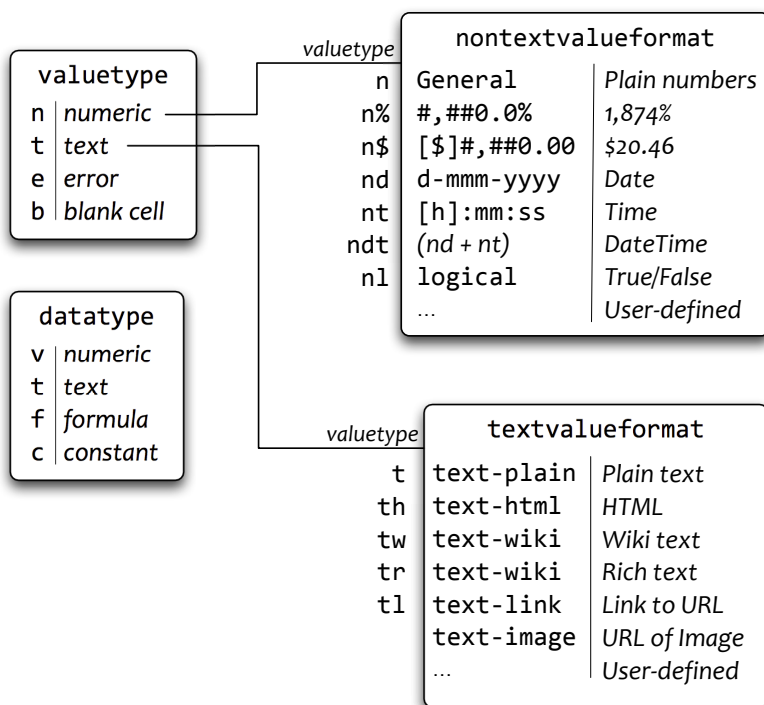 valuetype
n numeric
t text
e error
b blank cell
datatype
v numeric
t text
f formula
c constant
valuetype
nontextvalueformat
n General Plain numbers
n% #,##0.0% 1,874%
n$ [$]#,##0.00 $20.46
nd d-mmm-yyyy Date
nt [h]:mm:ss Time
ndt (nd + nt) DateTime
nl logical True/False
... User-defined
valuetype
textvalueformat
t text-plain Plain text
th text-html HTML
tw text-wiki Wiki text
tr text-wiki Rich text
tl text-link Link to URL
text-image URL of Image
... User-defined